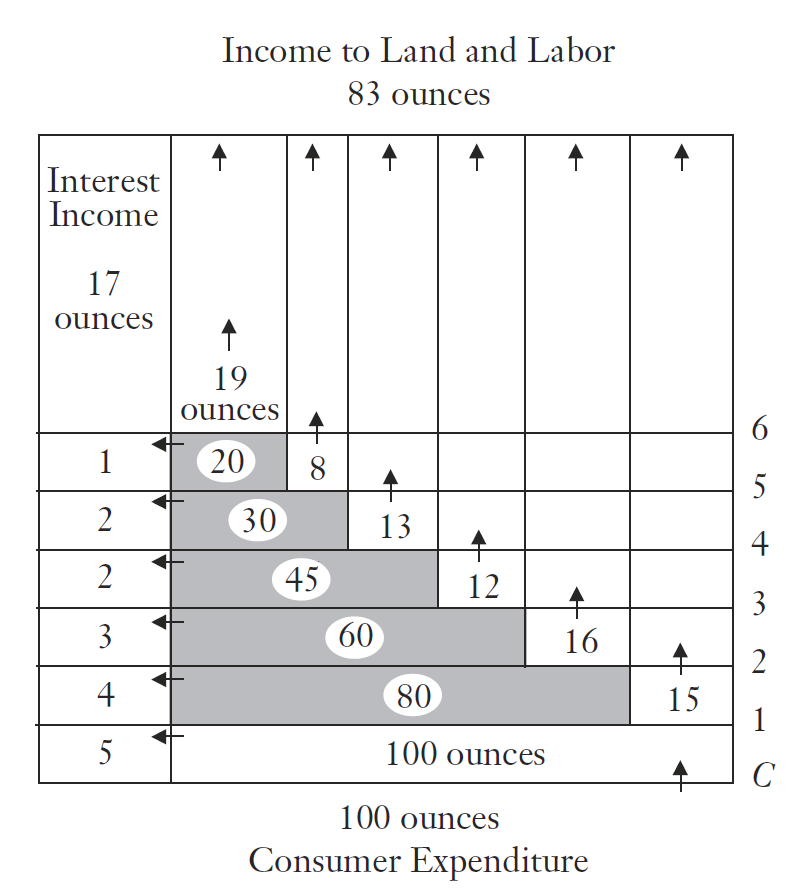 Income to Land and Labor
83 ounces
Interest
Income
17
ounces
19
ounces
6
1
20
8
5
2
30
13
4
2
45
12
3
3
60
16
2
4
80
15
1
5
100 ounces
C
100 ounces
Consumer Expenditure